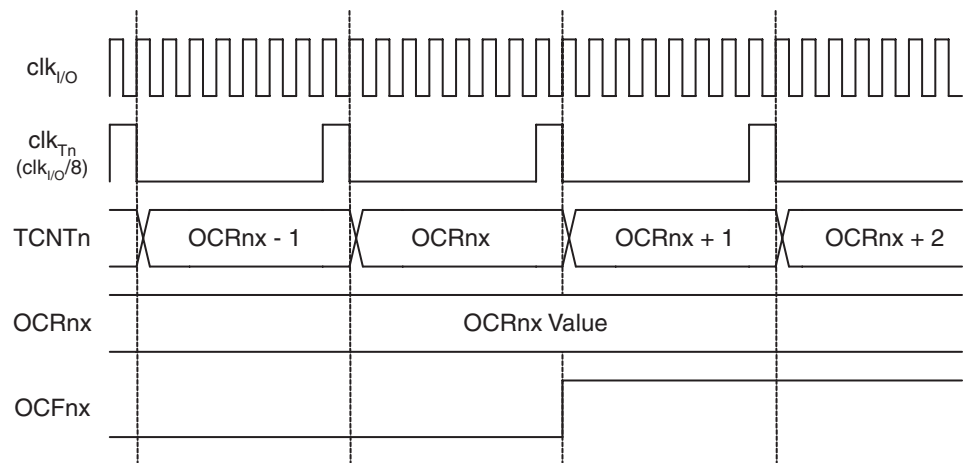 clkI/O
clkTn
(clkI/O/8)
TCNTn OCRnx - 1 OCRnx OCRnx + 1 OCRnx + 2
OCRnx OCRnx Value
OCFnx